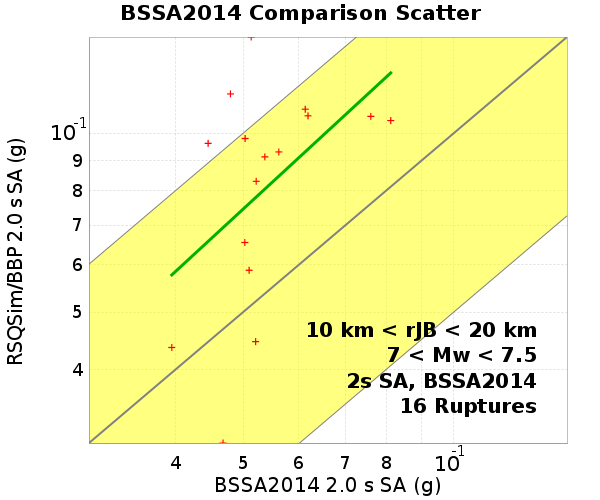 BSSA2014 Comparison Scatter
RSQSim/BBP 2.0 s SA (g)
10-1
9
8
7
6
5
4
10 km < rJB < 20 km
7 < Mw < 7.5
2s SA, BSSA2014
16 Ruptures
4 5 6 7 8 10-1
BSSA2014 2.0 s SA (g)